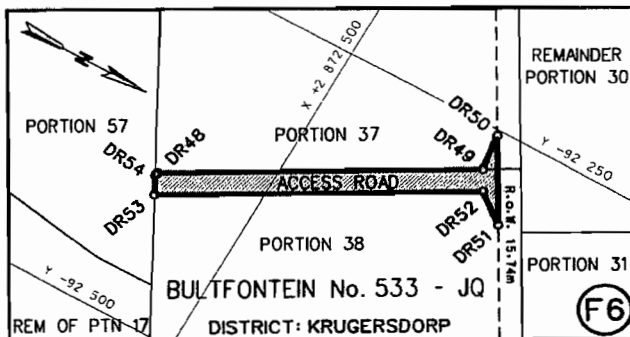 N
X +2 872 500
REMAINDER
PORTION 30
PORTION 57
PORTION 37
DR50
DR54
DR48
DR49
Y -92 250
ACCESS ROAD
DR53
DR52
DR51
R.o.W. 15.74m
PORTION 38
Y -92 500
PORTION 31
BULTFONTEIN No. 533 - JQ
REM OF PTN 17
DISTRICT: KRUGERSDORP
F6